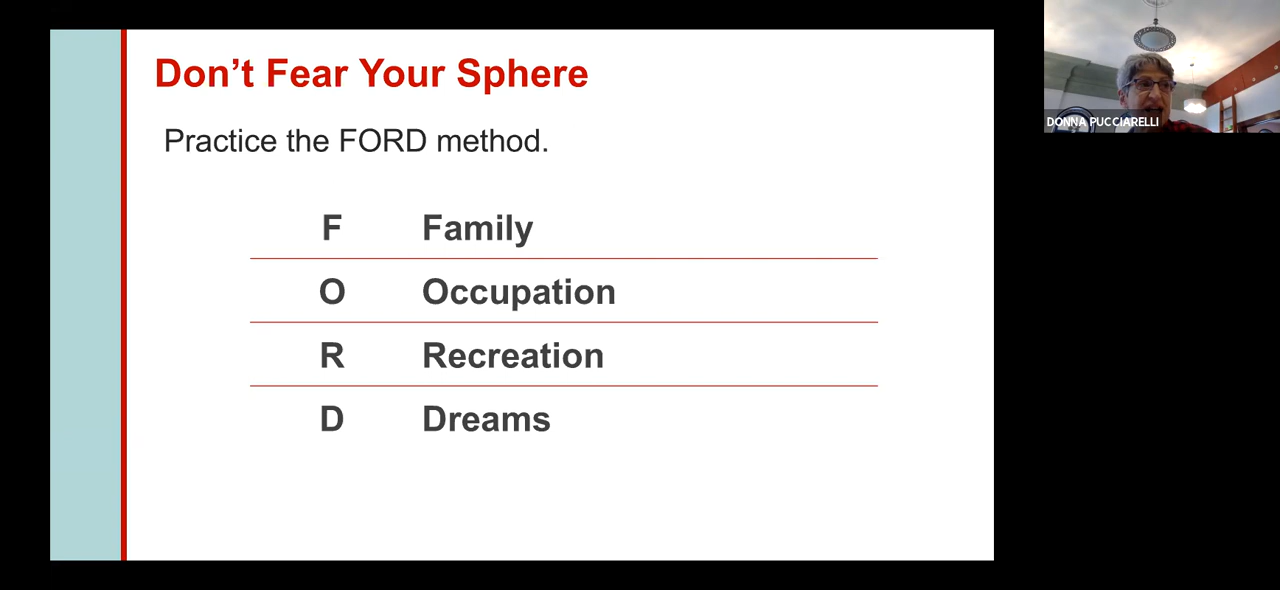 Don't Fear Your Sphere
Practice the FORD method.
F Family
O Occupation
R Recreation
D Dreams
DONNA PUCCIARELLI